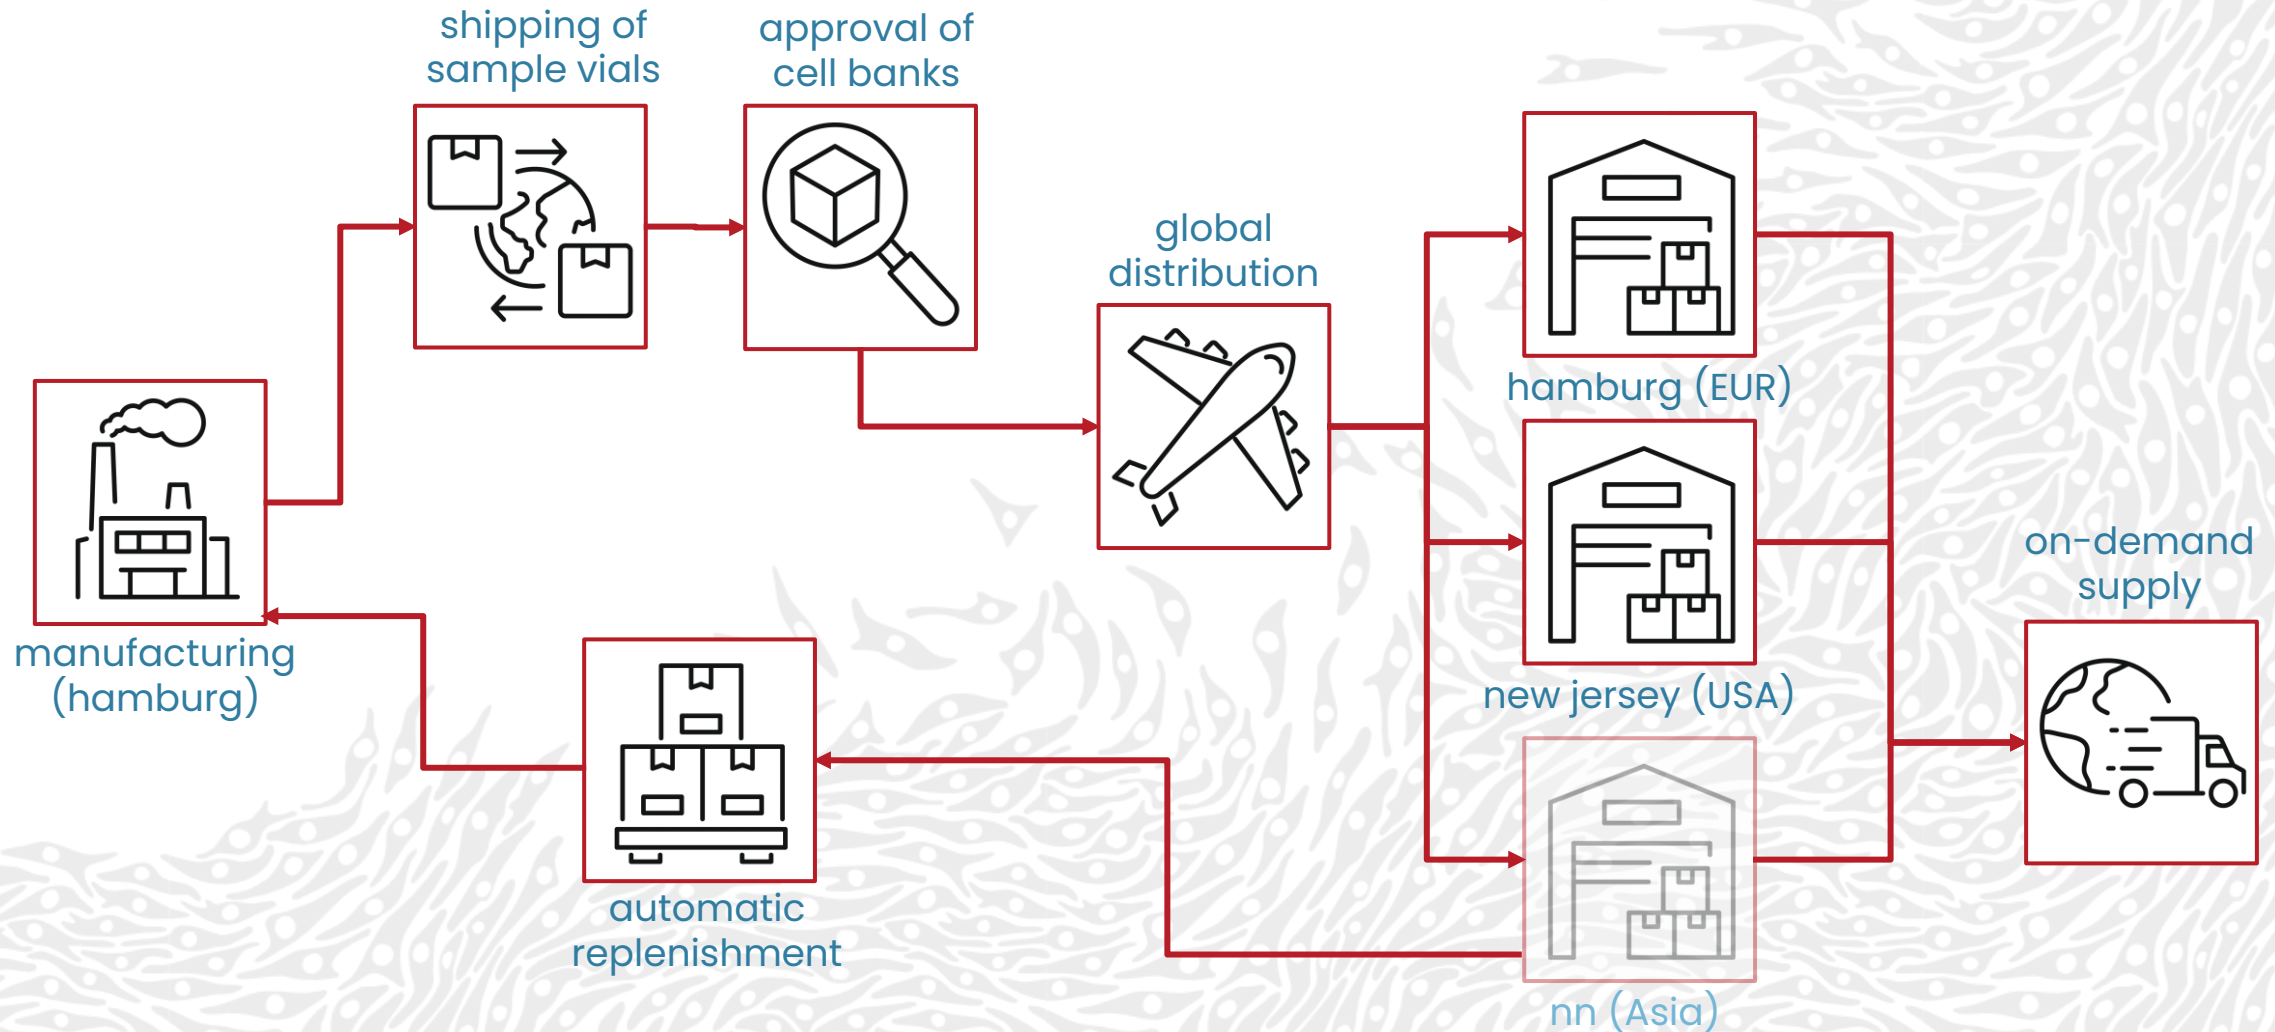 shipping of
sample vials
approval of
cell banks
global
distribution
hamburg (EUR)
manufacturing
(hamburg)
new jersey (USA)
on-demand
supply
automatic
replenishment
nn (Asia)